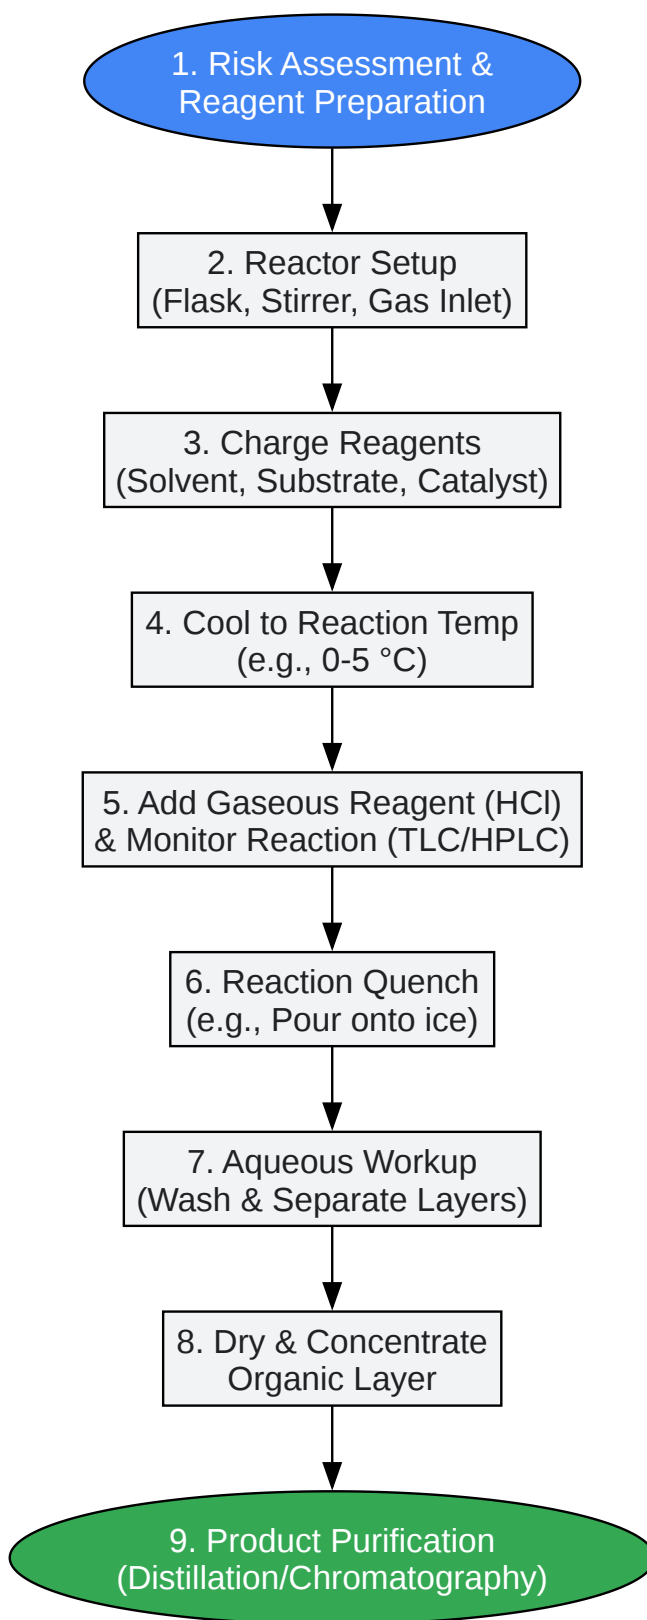 1. Risk Assessment &
Reagent Preparation
2. Reactor Setup
(Flask, Stirrer, Gas Inlet)
3. Charge Reagents
(Solvent, Substrate, Catalyst)
4. Cool to Reaction Temp
(e.g., 0-5 °C)
5. Add Gaseous Reagent (HCl)
& Monitor Reaction (TLC/HPLC)
6. Reaction Quench
(e.g., Pour onto ice)
7. Aqueous Workup
(Wash & Separate Layers)
8. Dry & Concentrate
Organic Layer
9. Product Purification
(Distillation/Chromatography)